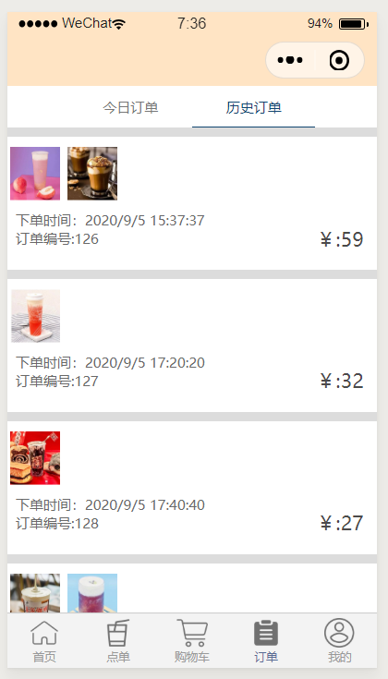 WeChat 7:36 94%
今日订单 历史订单
下单时间：2020/9/5 15:37:37
订单编号:126
￥:59
下单时间：2020/9/5 17:20:20
订单编号:127
￥:32
下单时间：2020/9/5 17:40:40
订单编号:128
￥:27
首页 点单 购物车 订单 我的